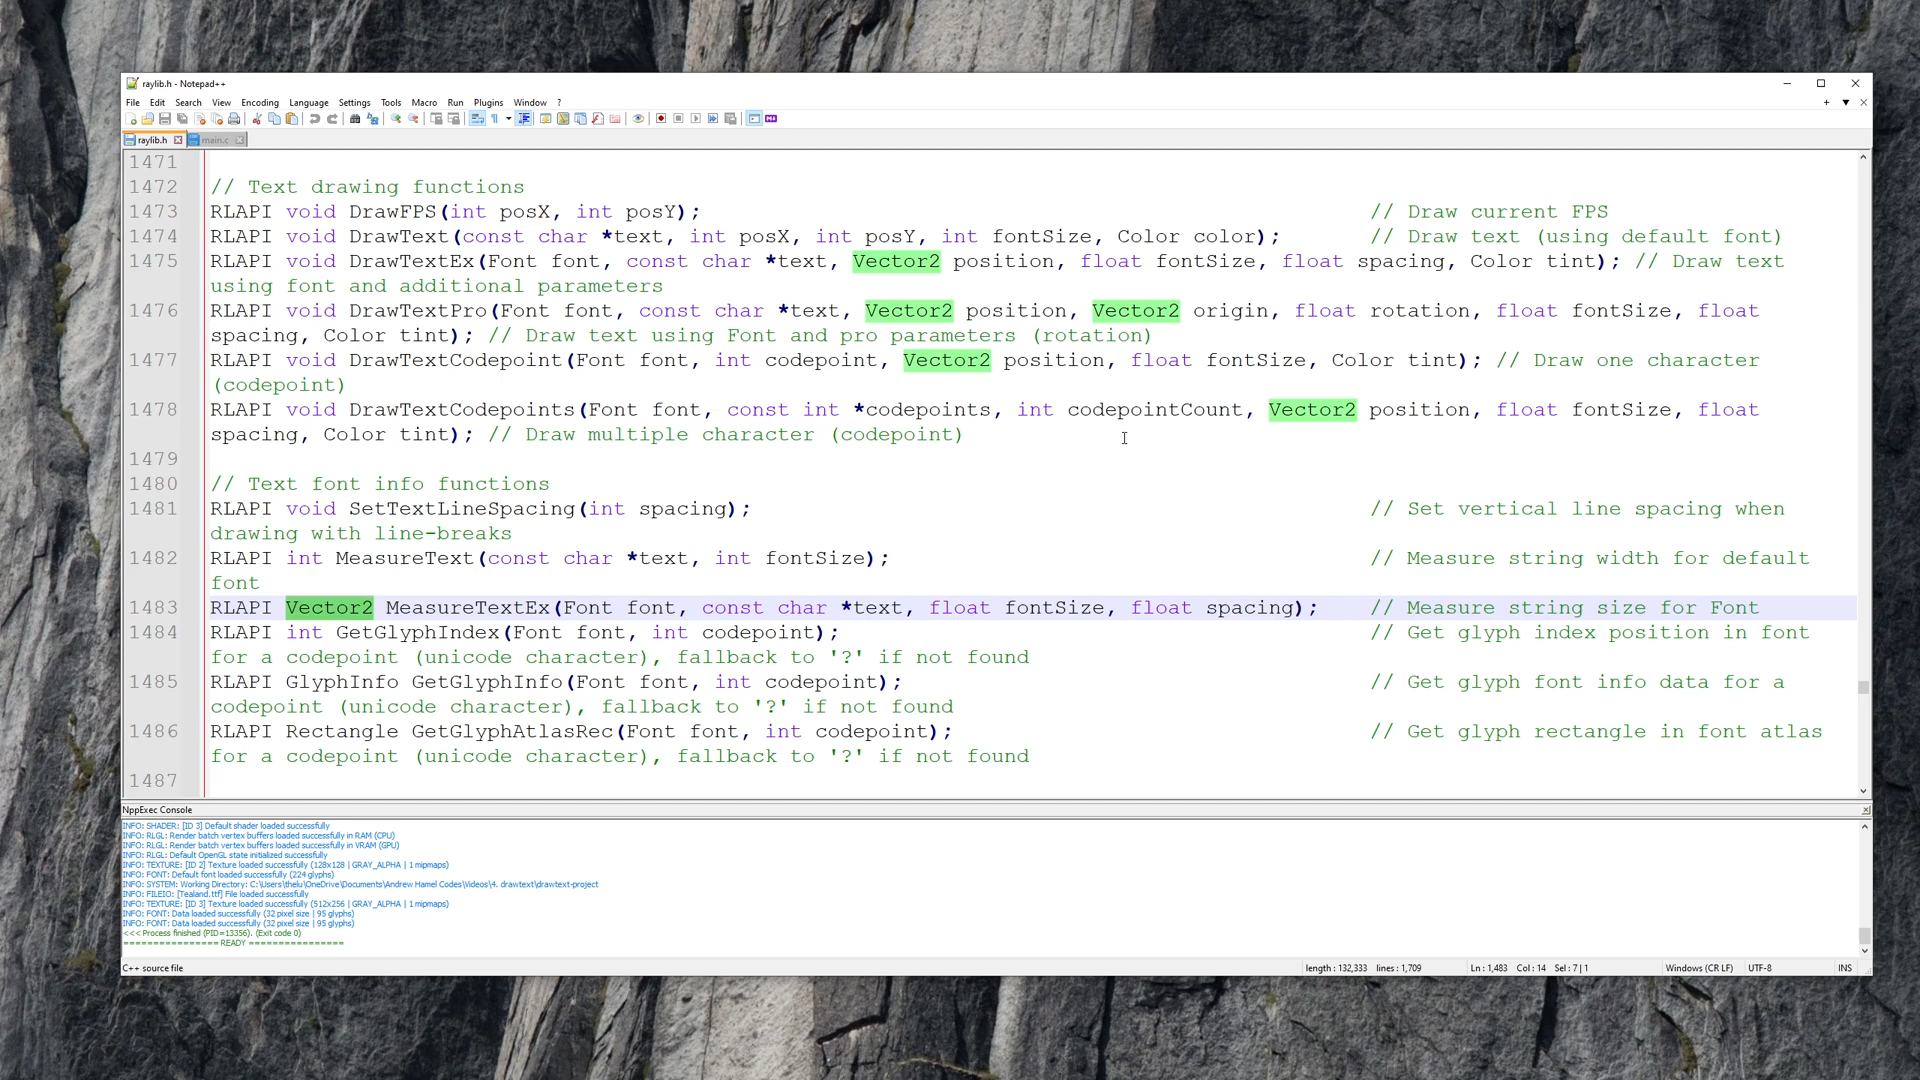 raylib.h - Notepad++
File Edit Search View Encoding Language Settings Tools Macro Run Plugins Window ?
raylib.h main.c
1471
1472 // Text drawing functions
1473 RLAPI void DrawFPS(int posX, int posY); // Draw current FPS
1474 RLAPI void DrawText(const char *text, int posX, int posY, int fontSize, Color color); // Draw text (using default font)
1475 RLAPI void DrawTextEx(Font font, const char *text, Vector2 position, float fontSize, float spacing, Color tint); // Draw text
using font and additional parameters
1476 RLAPI void DrawTextPro(Font font, const char *text, Vector2 position, Vector2 origin, float rotation, float fontSize, float
spacing, Color tint); // Draw text using Font and pro parameters (rotation)
1477 RLAPI void DrawTextCodepoint(Font font, int codepoint, Vector2 position, float fontSize, Color tint); // Draw one character
(codepoint)
1478 RLAPI void DrawTextCodepoints(Font font, const int *codepoints, int codepointCount, Vector2 position, float fontSize, float
spacing, Color tint); // Draw multiple character (codepoint)
1479
1480 // Text font info functions
1481 RLAPI void SetTextLineSpacing(int spacing); // Set vertical line spacing when
drawing with line-breaks
1482 RLAPI int MeasureText(const char *text, int fontSize); // Measure string width for default
font
1483 RLAPI Vector2 MeasureTextEx(Font font, const char *text, float fontSize, float spacing); // Measure string size for Font
1484 RLAPI int GetGlyphIndex(Font font, int codepoint); // Get glyph index position in font
for a codepoint (unicode character), fallback to '?' if not found
1485 RLAPI GlyphInfo GetGlyphInfo(Font font, int codepoint); // Get glyph font info data for a
codepoint (unicode character), fallback to '?' if not found
1486 RLAPI Rectangle GetGlyphAtlasRec(Font font, int codepoint); // Get glyph rectangle in font atlas
for a codepoint (unicode character), fallback to '?' if not found
1487
NppExec Console
INFO: SHADER: [ID 3] Default shader loaded successfully
INFO: RLGL: Render batch vertex buffers loaded successfully in RAM (CPU)
INFO: RLGL: Render batch vertex buffers loaded successfully in VRAM (GPU)
INFO: RLGL: Default OpenGL state initialized successfully
INFO: TEXTURE: [ID 2] Texture loaded successfully (128x128 | GRAY_ALPHA | 1 mipmaps)
INFO: FONT: Default font loaded successfully (224 glyphs)
INFO: SYSTEM: Working Directory: C:\Users\thelu\OneDrive\Documents\Andrew Hamel Codes\Videos\4. drawtext\drawtext-project
INFO: FILEIO: [Tealand.ttf] File loaded successfully
INFO: TEXTURE: [ID 3] Texture loaded successfully (512x256 | GRAY_ALPHA | 1 mipmaps)
INFO: FONT: Data loaded successfully (32 pixel size | 95 glyphs)
INFO: FONT: Data loaded successfully (32 pixel size | 95 glyphs)
<<< Process finished (PID=13356). (Exit code 0)
================ READY ================
C++ source file length : 132,333 lines : 1,709 Ln : 1,483 Col : 14 Sel : 7 | 1 Windows (CR LF) UTF-8 INS